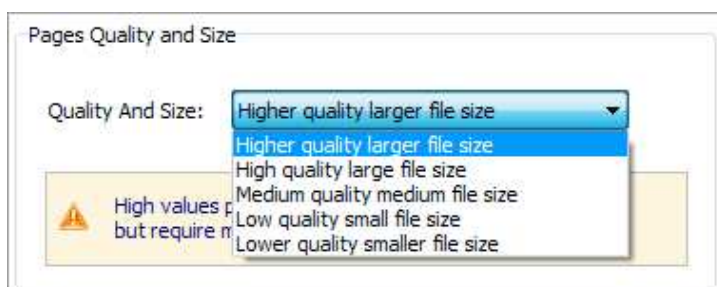 Pages Quality and Size
Quality And Size: Higher quality larger file size
Higher quality larger file size
High quality large file size
Medium quality medium file size
Low quality small file size
Lower quality smaller file size
High values
but require